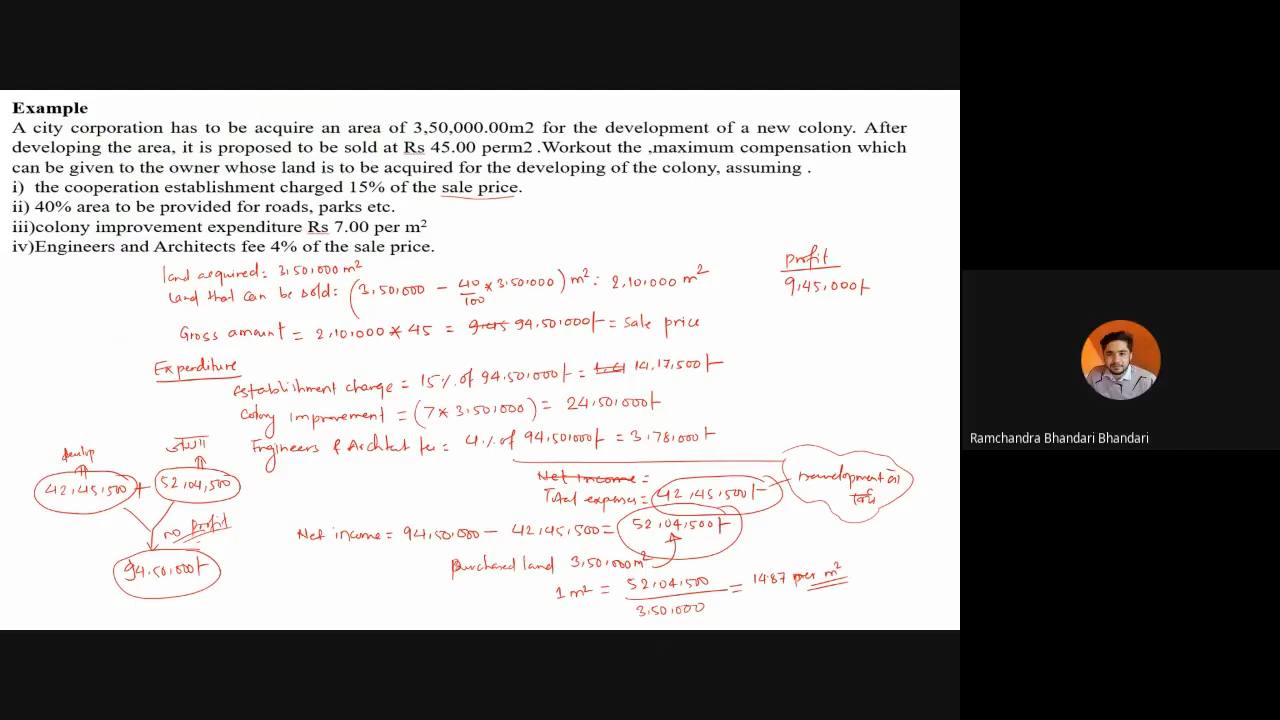 Example
A city corporation has to be acquire an area of 3,50,000.00m2 for the development of a new colony. After
developing the area, it is proposed to be sold at Rs 45.00 perm2 .Workout the ,maximum compensation which
can be given to the owner whose land is to be acquired for the developing of the colony, assuming .
i) the cooperation establishment charged 15% of the sale price.
ii) 40% area to be provided for roads, parks etc.
iii)colony improvement expenditure Rs 7.00 per m²
iv)Engineers and Architects fee 4% of the sale price.
land acquired: 3,50,000 m²
land that can be sold: (3,50,000 - 40/100 * 3,50,000) m² = 2,10,000 m²
profit
9,45,000/-
Gross amount = 2,10,000 * 45 = 94,50,000/- = sale price
Expenditure
establishment charge = 15% of 94,50,000/- = 14,17,500/-
Colony improvement = (7 * 3,50,000) = 24,50,000/-
Engineers & Architect fee = 4% of 94,50,000/- = 3,78,000/-
Net income =
Total expenses = 42,45,500/-
Development को
खर्च
Net income = 94,50,000 - 42,45,500 = 52,04,500/-
purchased land 3,50,000 m²
1 m² = 52,04,500 / 3,50,000 = 14.87 per m²
develop
जग्गा
42,45,500 + 52,04,500
no profit
94,50,000/-
Ramchandra Bhandari Bhandari